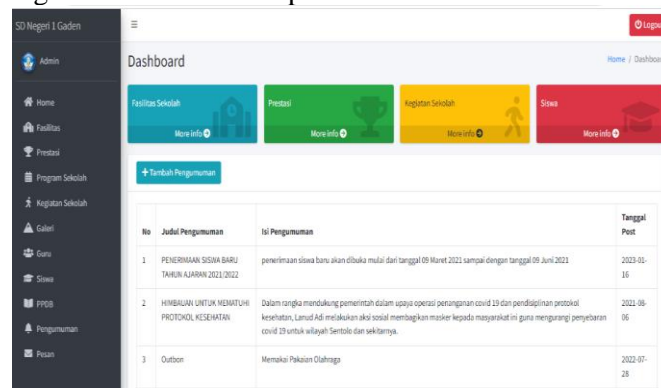 SD Negeri 1 Gaden
Logou
Admin
Dashboard
Home / Dashboa
Home
Fasilitas
Prestasi
Program Sekolah
Kegiatan Sekolah
Galeri
Guru
Siswa
PPDB
Pengumuman
Pesan
Fasilitas Sekolah
More info
Prestasi
More info
Kegiatan Sekolah
More info
Siswa
More info
+Tambah Pengumuman
No Judul Pengumuman Isi Pengumuman Tanggal Post
1 PENERIMAAN SISWA BARU TAHUN AJARAN 2021/2022
penerimaan siswa baru akan dibuka mulai dari tanggal 09 Maret 2021 sampai dengan tanggal 09 Juni 2021
2023-01-
16
2 HIMBAUAN UNTUK MEMATUHI PROTOKOL KESEHATAN
Dalam rangka mendukung pemerintah dalam upaya operasi penanganan covid 19 dan pendisiplinan protokol
kesehatan, Lanud Adi melakukan aksi sosial membagikan masker kepada masyarakat ini guna mengurangi penyebaran
covid 19 untuk wilayah Sentolo dan sekitarnya.
2021-08-
06
3 Outbon
Memakai Pakaian Olahraga
2022-07-
28